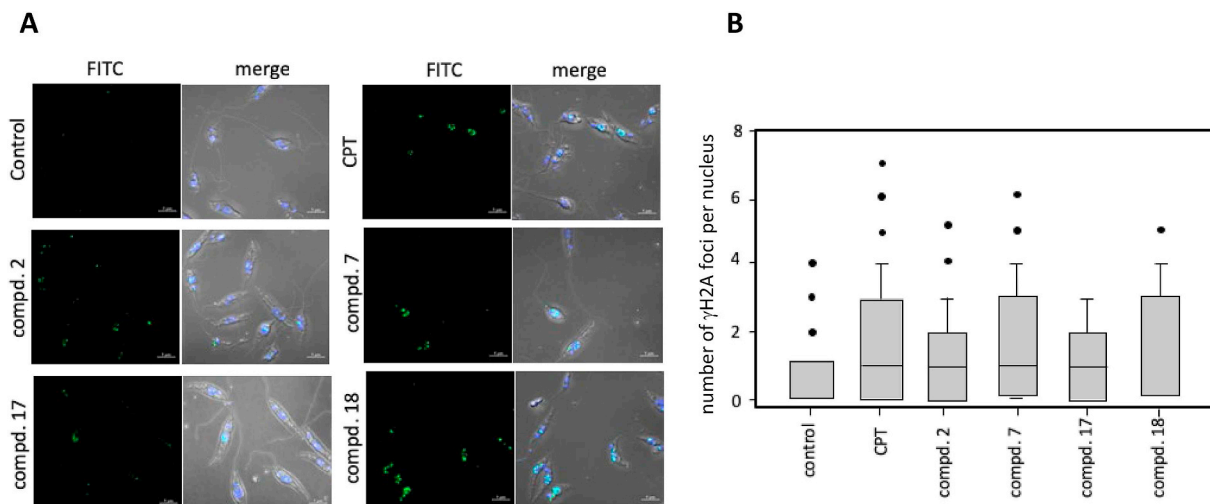 A
B
FITC
merge
FITC
merge
Control
CPT
compd. 2
compd. 7
compd. 17
compd. 18
number of γH2A foci per nucleus
8
6
4
2
0
control
CPT
compd. 2
compd. 7
compd. 17
compd. 18